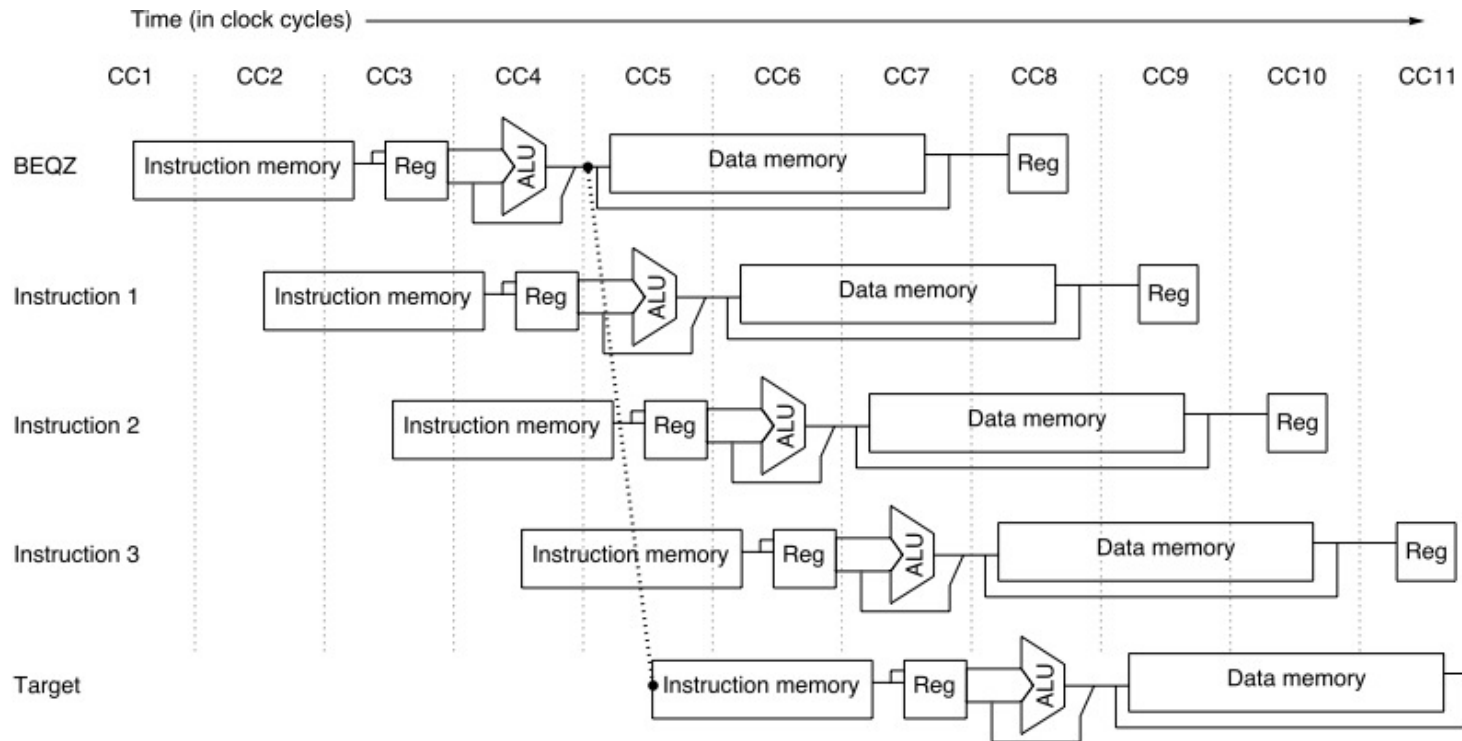 Time (in clock cycles)
CC1 CC2 CC3 CC4 CC5 CC6 CC7 CC8 CC9 CC10 CC11
BEQZ Instruction memory Reg ALU Data memory Reg
Instruction 1 Instruction memory Reg ALU Data memory Reg
Instruction 2 Instruction memory Reg ALU Data memory Reg
Instruction 3 Instruction memory Reg ALU Data memory Reg
Target Instruction memory Reg ALU Data memory